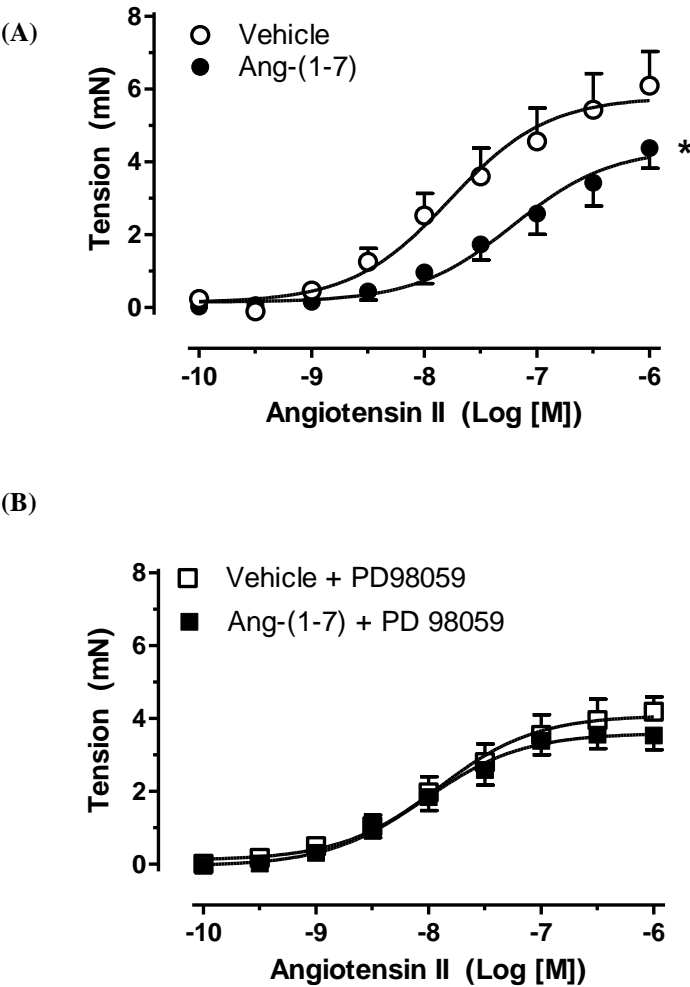 (A)
8
6
4
2
0
Tension (mN)
Vehicle
Ang-(1-7)
*
-10 -9 -8 -7 -6
Angiotensin II (Log [M])
(B)
8
6
4
2
0
Tension (mN)
Vehicle + PD98059
Ang-(1-7) + PD 98059
-10 -9 -8 -7 -6
Angiotensin II (Log [M])